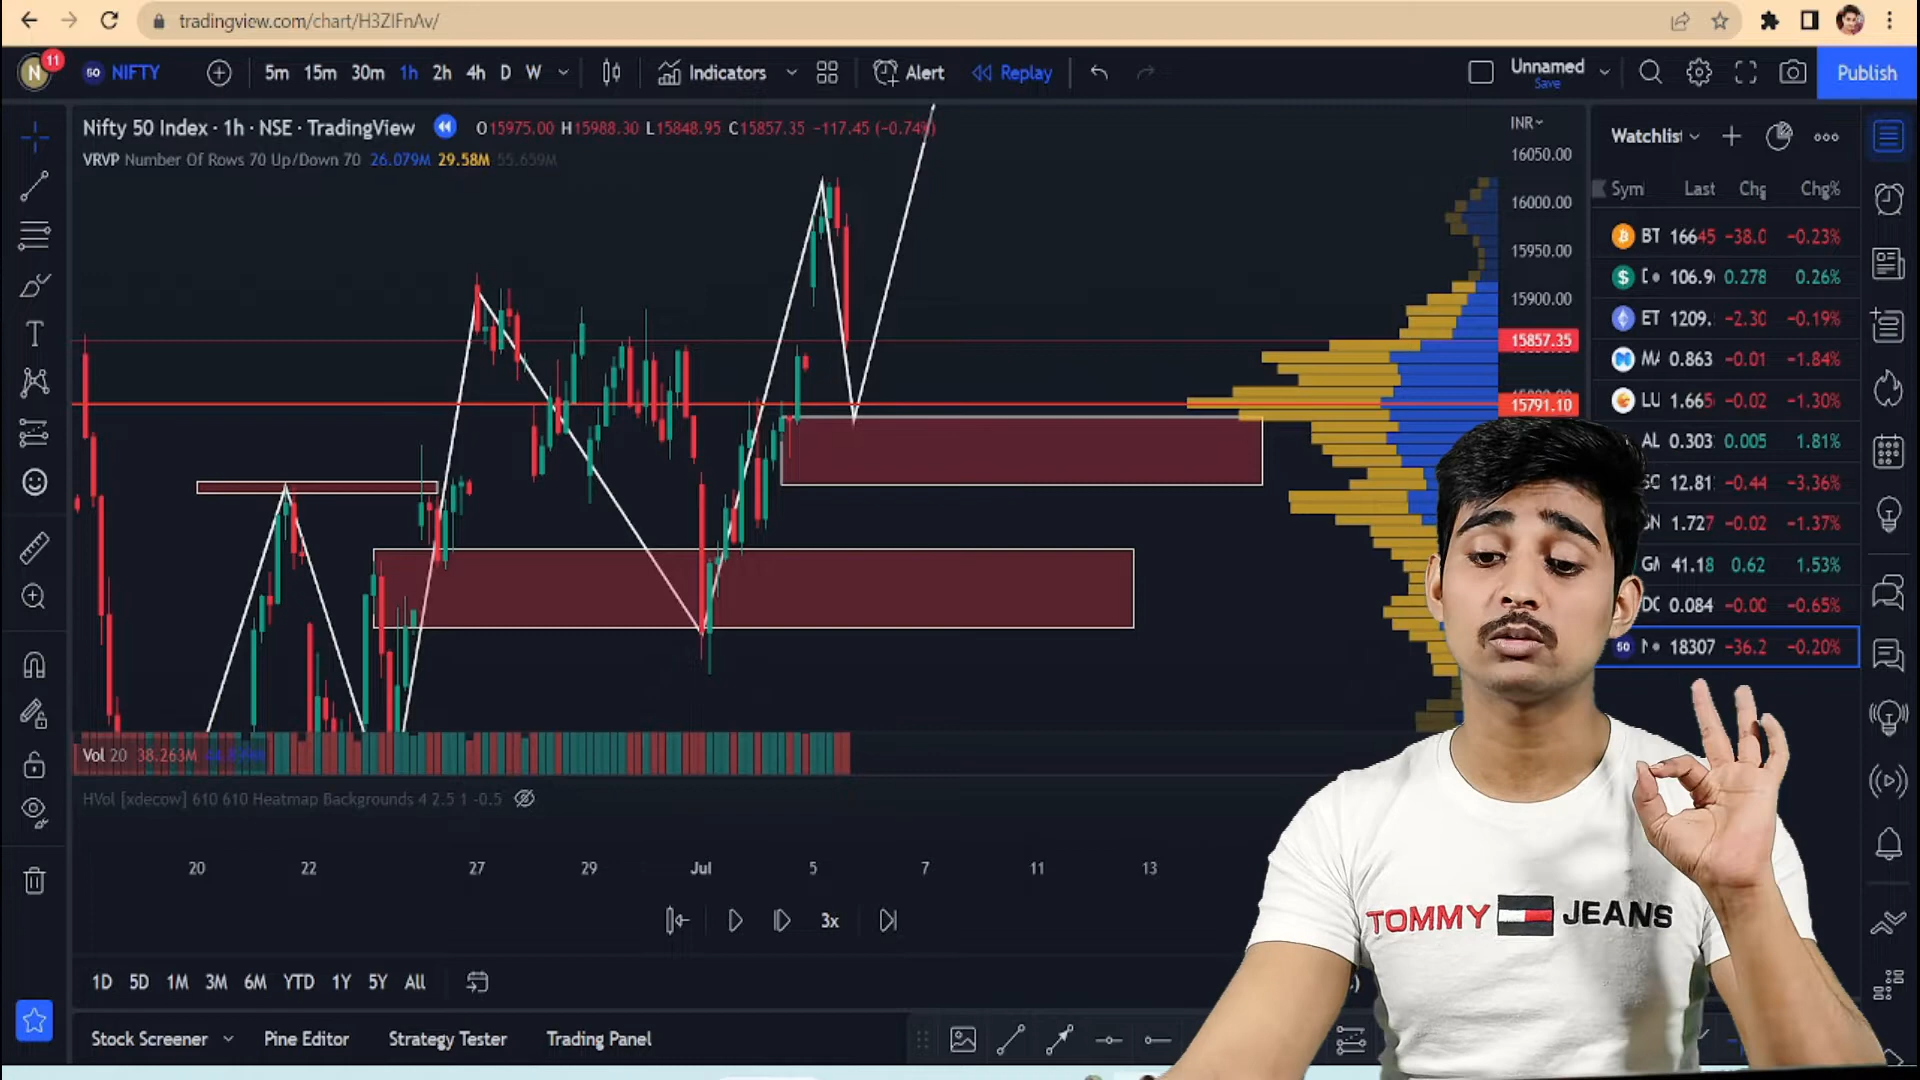 tradingview.com/chart/H3ZIFnAv/
N 11 50 NIFTY 5m 15m 30m 1h 2h 4h D W Indicators Alert Replay Unnamed Save Publish
Nifty 50 Index · 1h · NSE · TradingView O15975.00 H15988.30 L15848.95 C15857.35 −117.45 (−0.74%)
VRVP Number Of Rows 70 Up/Down 70 26.079M 29.58M 55.659M
INR
16050.00
16000.00
15950.00
15900.00
15857.35
15791.10
Watchlist
Sym Last Chg Chg%
BT 16645 −38.0 −0.23%
106.9 0.278 0.26%
ET 1209. −2.30 −0.19%
MA 0.863 −0.01 −1.84%
LU 1.665 −0.02 −1.30%
AL 0.303 0.005 1.81%
12.81 −0.44 −3.36%
1.727 −0.02 −1.37%
GM 41.18 0.62 1.53%
0.084 −0.00 −0.65%
50 18307 −36.2 −0.20%
Vol 20 38.263M
HVol [xdecow] 610 610 Heatmap Backgrounds 4 2.5 1 -0.5
20 22 27 29 Jul 5 7 11 13
3x
TOMMY JEANS
1D 5D 1M 3M 6M YTD 1Y 5Y All
Stock Screener Pine Editor Strategy Tester Trading Panel